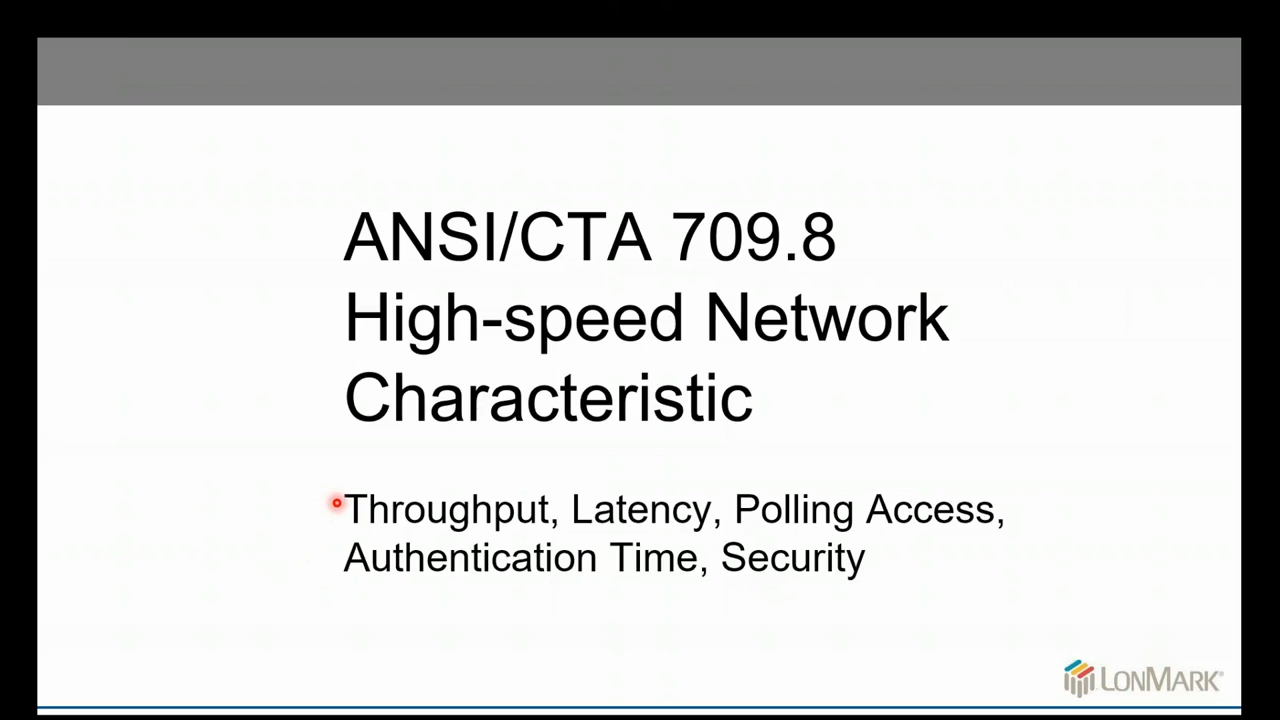 ANSI/CTA 709.8
High-speed Network
Characteristic
Throughput, Latency, Polling Access,
Authentication Time, Security
LONMARK®